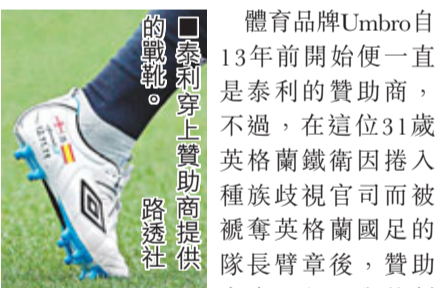 ■泰利穿上贊助商提供
的戰靴。 路透社
體育品牌Umbro自
13年前開始便一直
是泰利的贊助商，
不過，在這位31歲
英格蘭鐵衛因捲入
種族歧視官司而被
褫奪英格蘭國足的
隊長臂章後，贊助